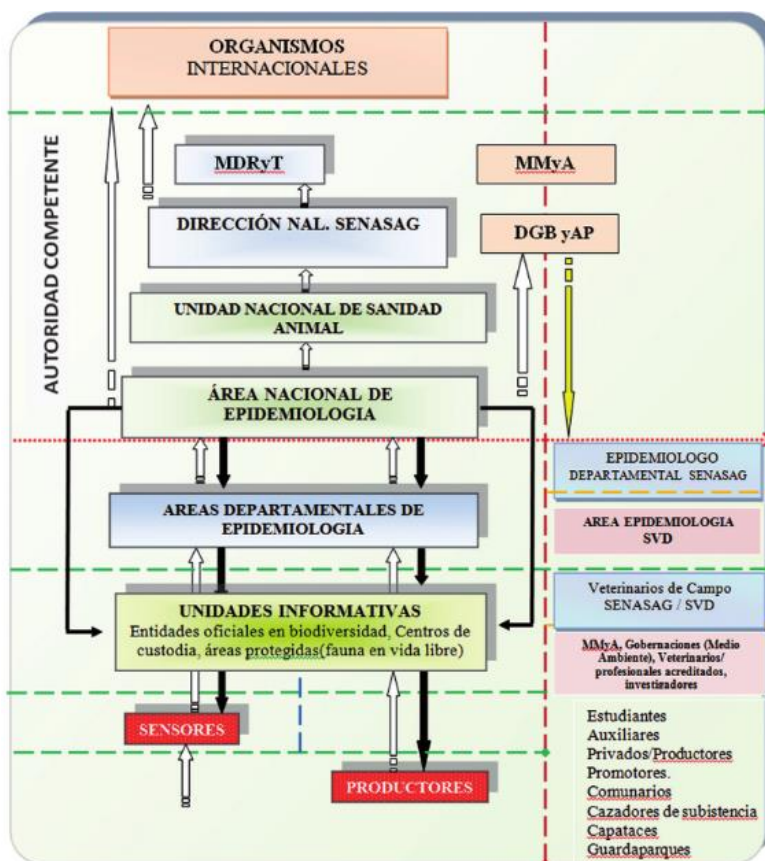 ORGANISMOS
INTERNACIONALES
AUTORIDAD COMPETENTE
MDRyT
MMyA
DIRECCIÓN NAL. SENASAG
DGB yAP
UNIDAD NACIONAL DE SANIDAD
ANIMAL
ÁREA NACIONAL DE
EPIDEMIOLOGIA
EPIDEMIOLOGO
DEPARTAMENTAL SENASAG
AREAS DEPARTAMENTALES DE
EPIDEMIOLOGIA
AREA EPIDEMIOLOGIA
SVD
UNIDADES INFORMATIVAS
Entidades oficiales en biodiversidad, Centros de
custodia, áreas protegidas(fauna en vida libre)
Veterinarios de Campo
SENASAG / SVD
MMyA, Gobernaciones (Medio
Ambiente), Veterinarios/
profesionales acreditados,
investigadores
SENSORES
PRODUCTORES
Estudiantes
Auxiliares
Privados/Productores
Promotores.
Comunarios
Cazadores de subsistencia
Capataces
Guardaparques